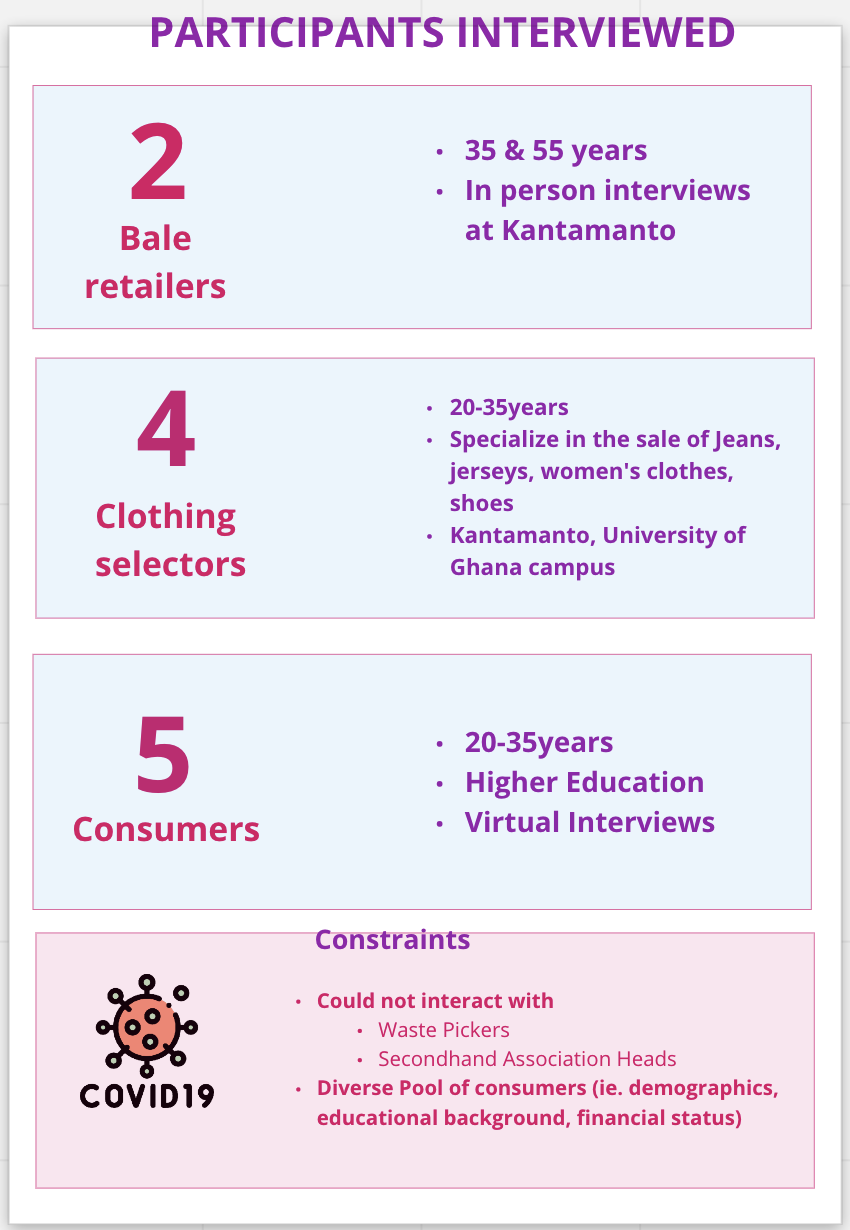 PARTICIPANTS INTERVIEWED
2
Bale
retailers
• 35 & 55 years
• In person interviews
at Kantamanto
4
Clothing
selectors
• 20-35years
• Specialize in the sale of Jeans,
jerseys, women's clothes,
shoes
• Kantamanto, University of
Ghana campus
5
Consumers
• 20-35years
• Higher Education
• Virtual Interviews
Constraints
COVID19
• Could not interact with
• Waste Pickers
• Secondhand Association Heads
• Diverse Pool of consumers (ie. demographics,
educational background, financial status)